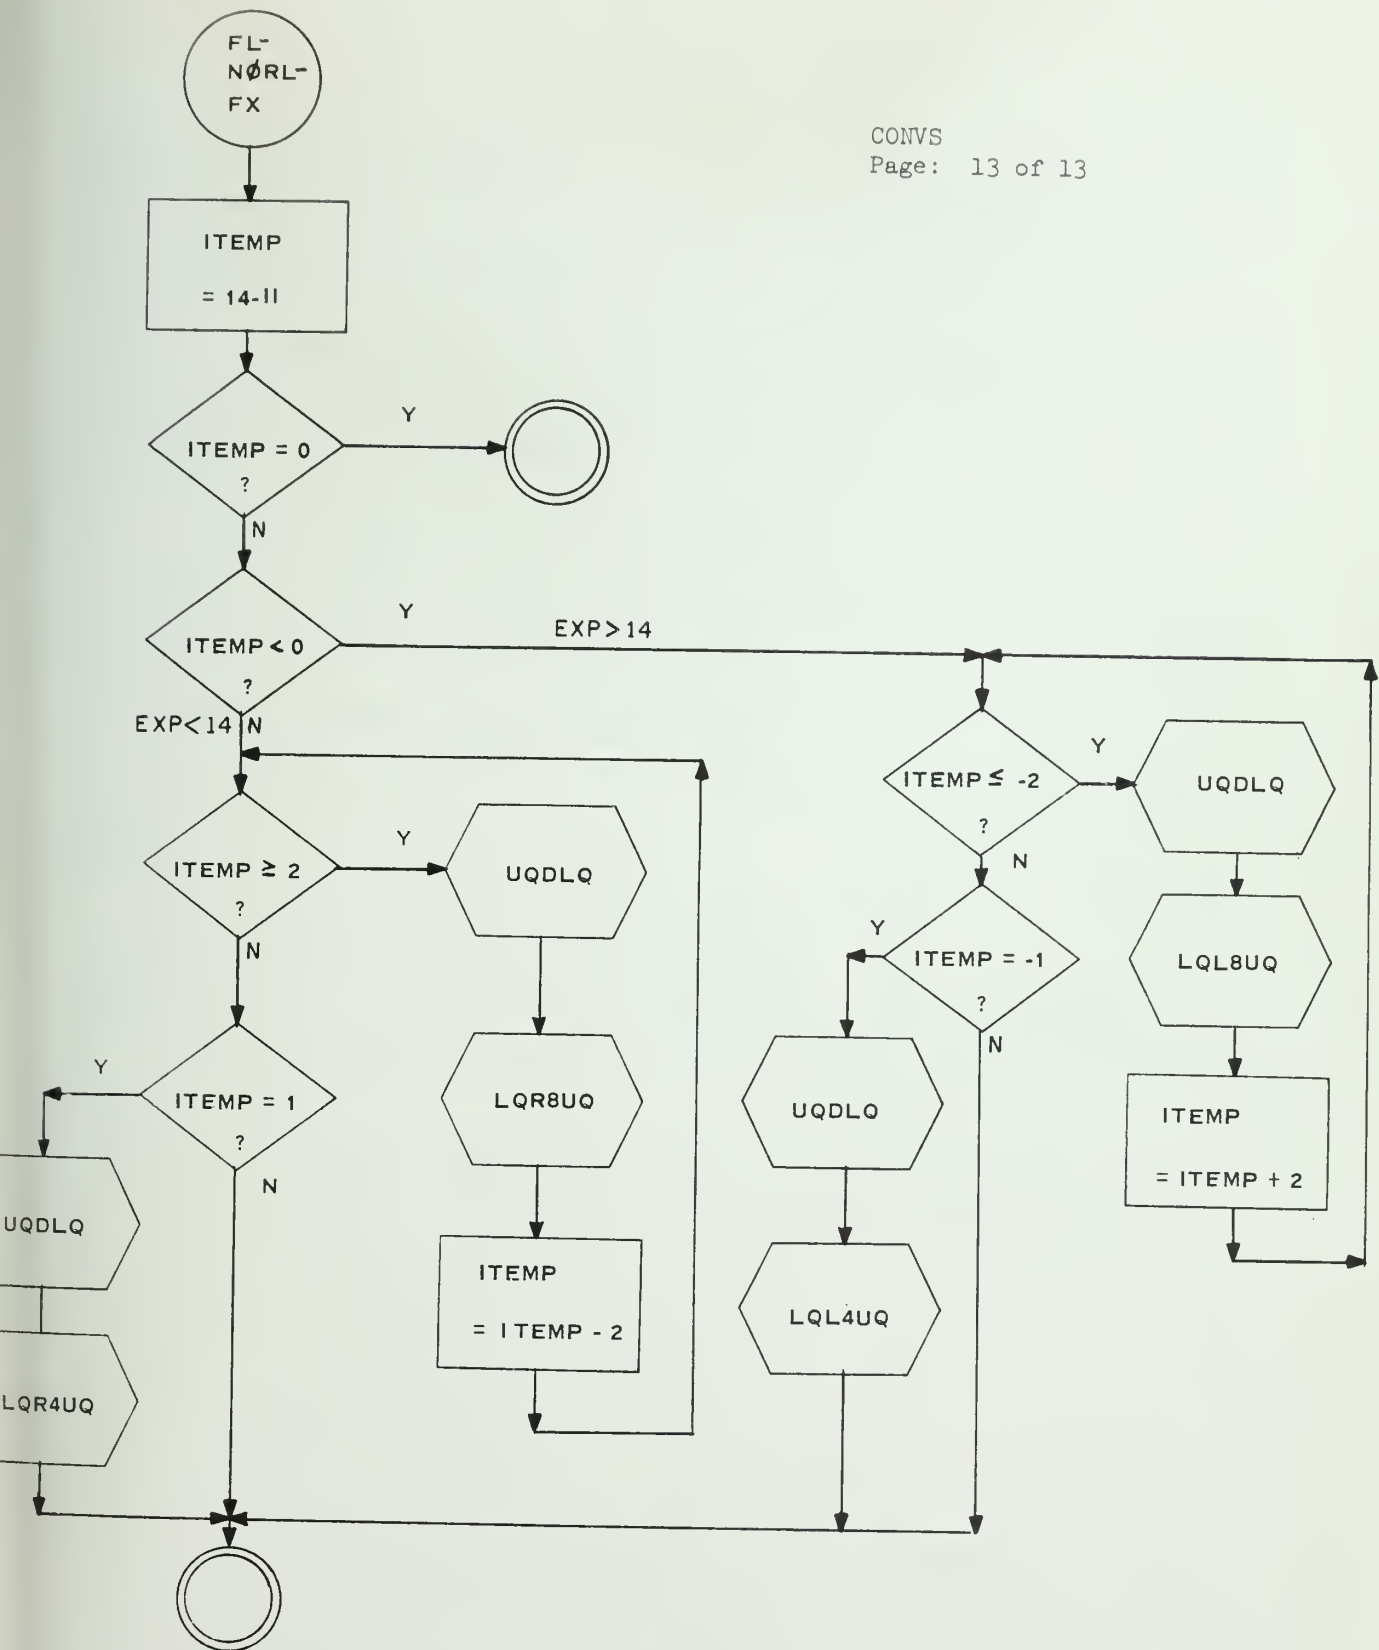 FL-
NØRL-
FX
CONVS
Page: 13 of 13
ITEMP
= 14-II
ITEMP = 0
?
Y
N
ITEMP < 0
?
Y
EXP>14
EXP<14 N
ITEMP ≥ 2
?
Y
N
UQDLQ
LQR8UQ
ITEMP
= ITEMP - 2
ITEMP = 1
?
Y
N
UQDLQ
LQR4UQ
ITEMP ≤ -2
?
Y
N
UQDLQ
LQL8UQ
ITEMP
= ITEMP + 2
ITEMP = -1
?
Y
N
UQDLQ
LQL4UQ